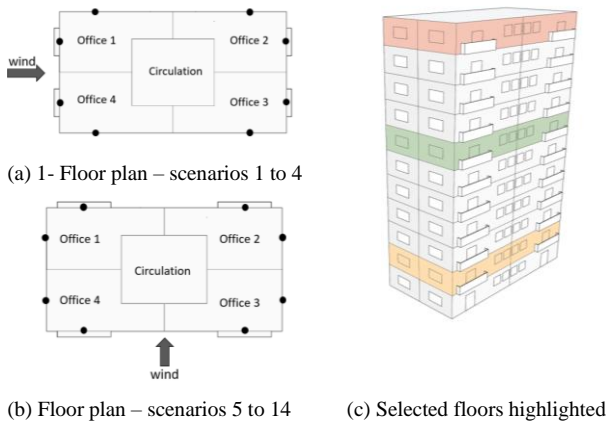 Office 1
Office 2
wind
Circulation
Office 4
Office 3
(a) 1- Floor plan – scenarios 1 to 4
Office 1
Office 2
Circulation
Office 4
Office 3
wind
(b) Floor plan – scenarios 5 to 14
(c) Selected floors highlighted